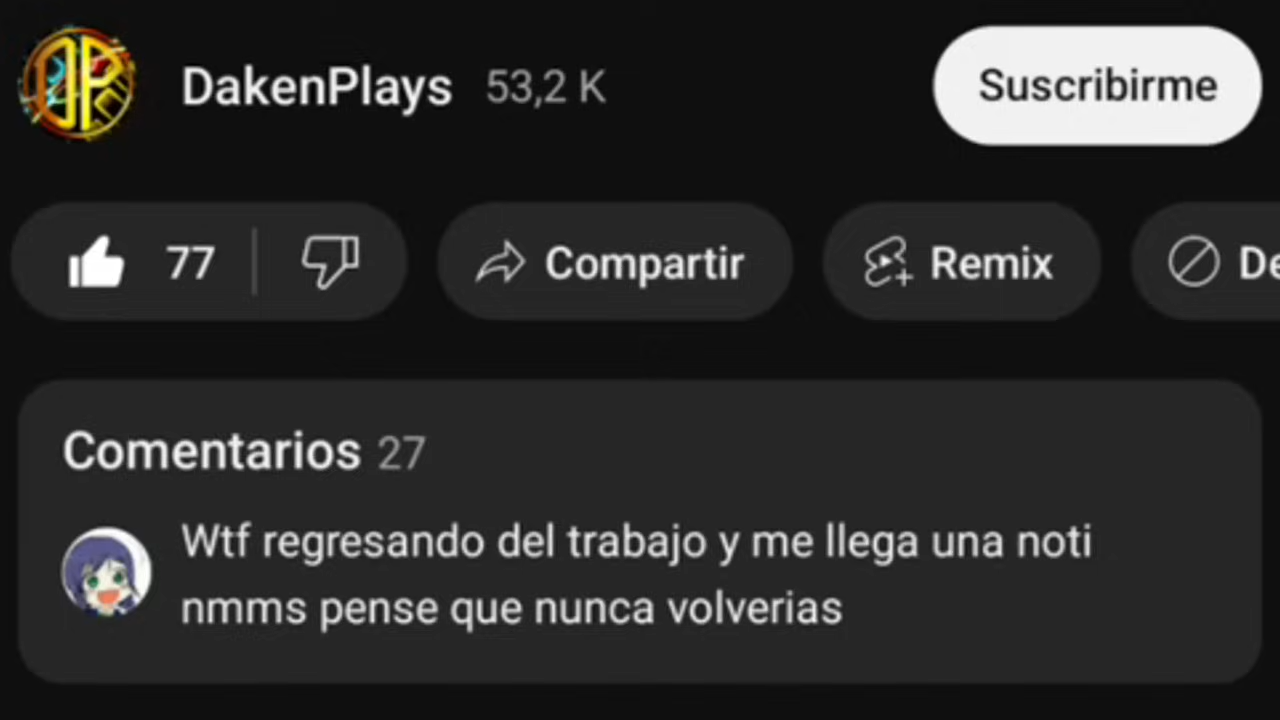 DakenPlays 53,2 K
Suscribirme
77
Compartir
Remix
De
Comentarios 27
Wtf regresando del trabajo y me llega una noti
nmms pense que nunca volverias